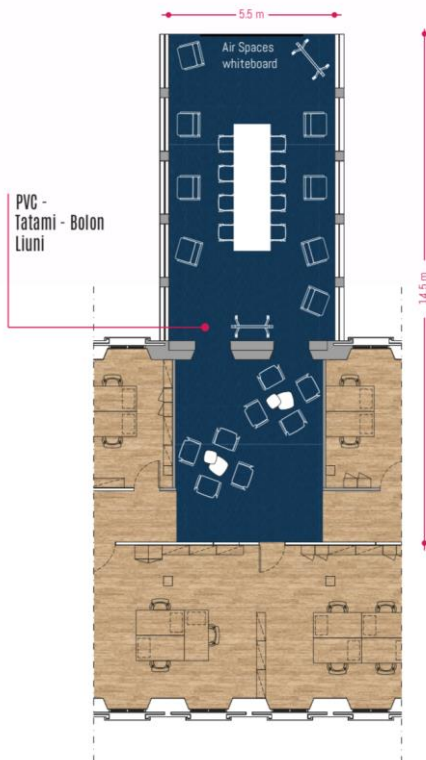 5.5 m
Air Spaces
whiteboard
PVC -
Tatami - Bolon
Liuni
14.5 m